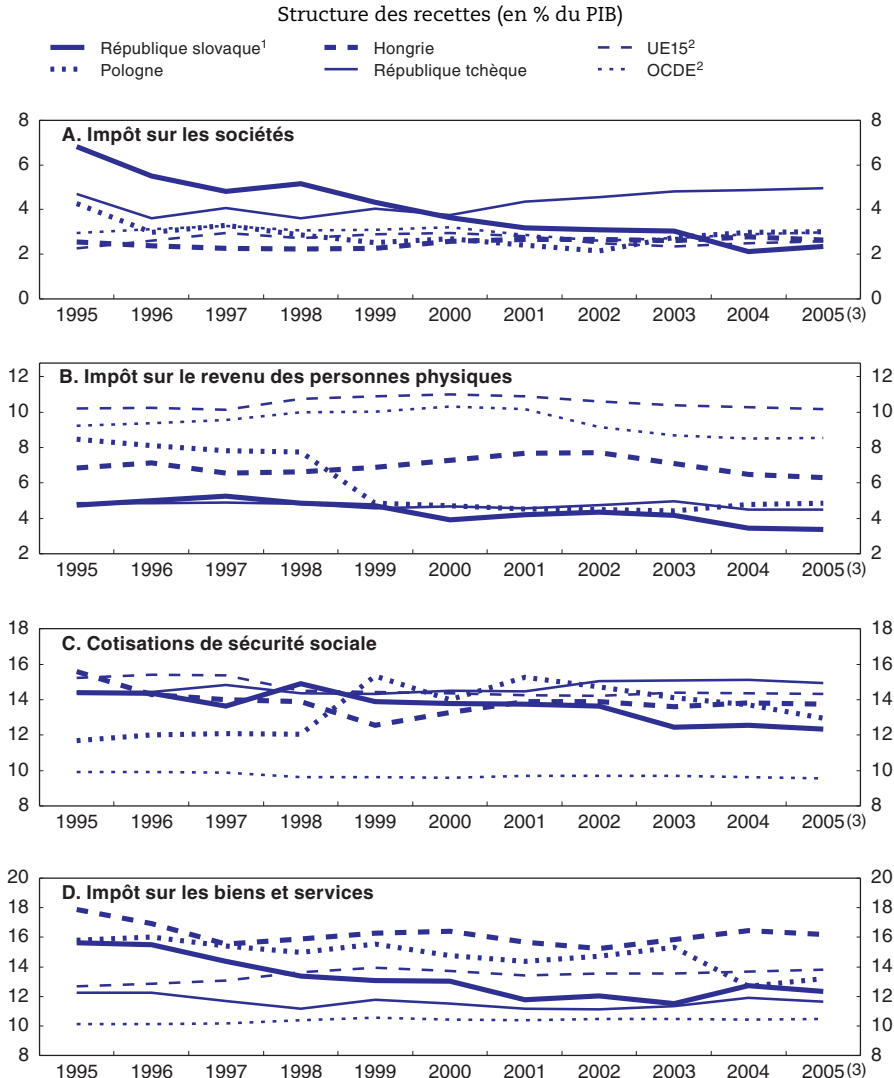 Structure des recettes (en % du PIB)
République slovaque¹ Hongrie UE15²
Pologne République tchèque OCDE²
A. Impôt sur les sociétés
8 8
6 6
4 4
2 2
0 0
1995 1996 1997 1998 1999 2000 2001 2002 2003 2004 2005(3)
B. Impôt sur le revenu des personnes physiques
12 12
10 10
8 8
6 6
4 4
2 2
1995 1996 1997 1998 1999 2000 2001 2002 2003 2004 2005(3)
C. Cotisations de sécurité sociale
18 18
16 16
14 14
12 12
10 10
8 8
1995 1996 1997 1998 1999 2000 2001 2002 2003 2004 2005(3)
D. Impôt sur les biens et services
20 20
18 18
16 16
14 14
12 12
10 10
8 8
1995 1996 1997 1998 1999 2000 2001 2002 2003 2004 2005(3)